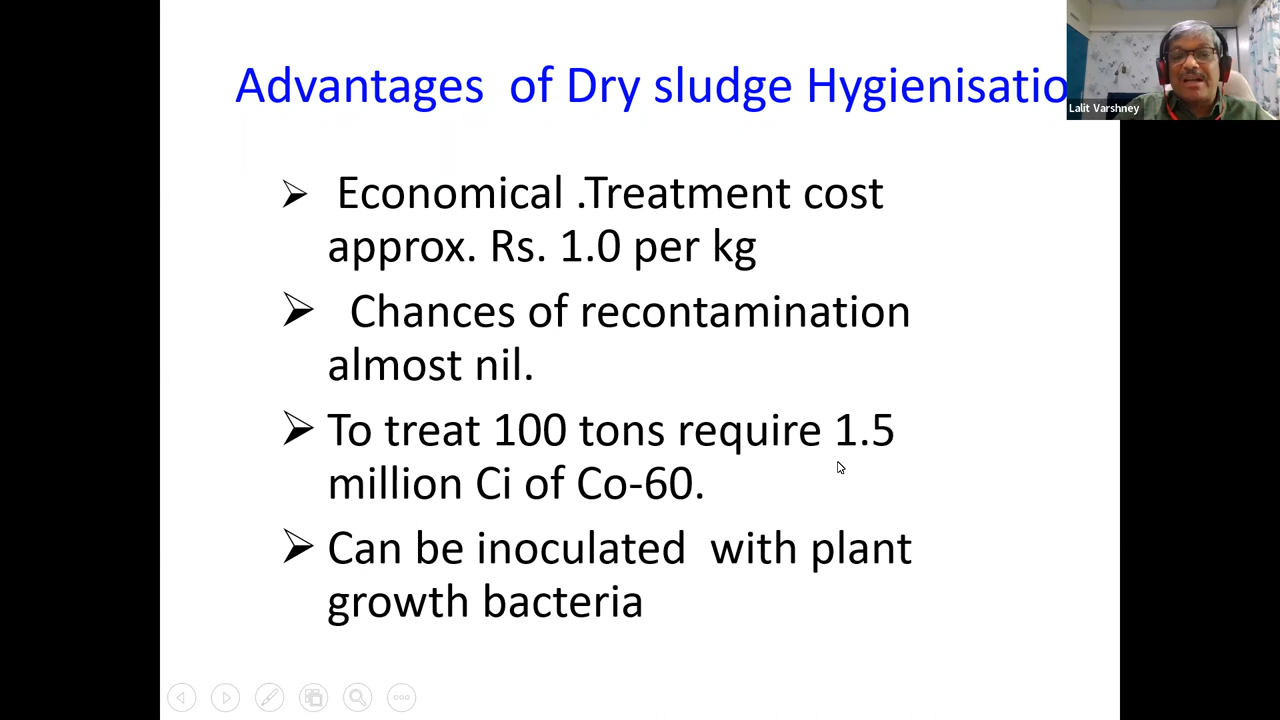 Advantages of Dry sludge Hygienisatio
Lalit Varshney
➢ Economical .Treatment cost
approx. Rs. 1.0 per kg
➢ Chances of recontamination
almost nil.
➢ To treat 100 tons require 1.5
million Ci of Co-60.
➢ Can be inoculated with plant
growth bacteria